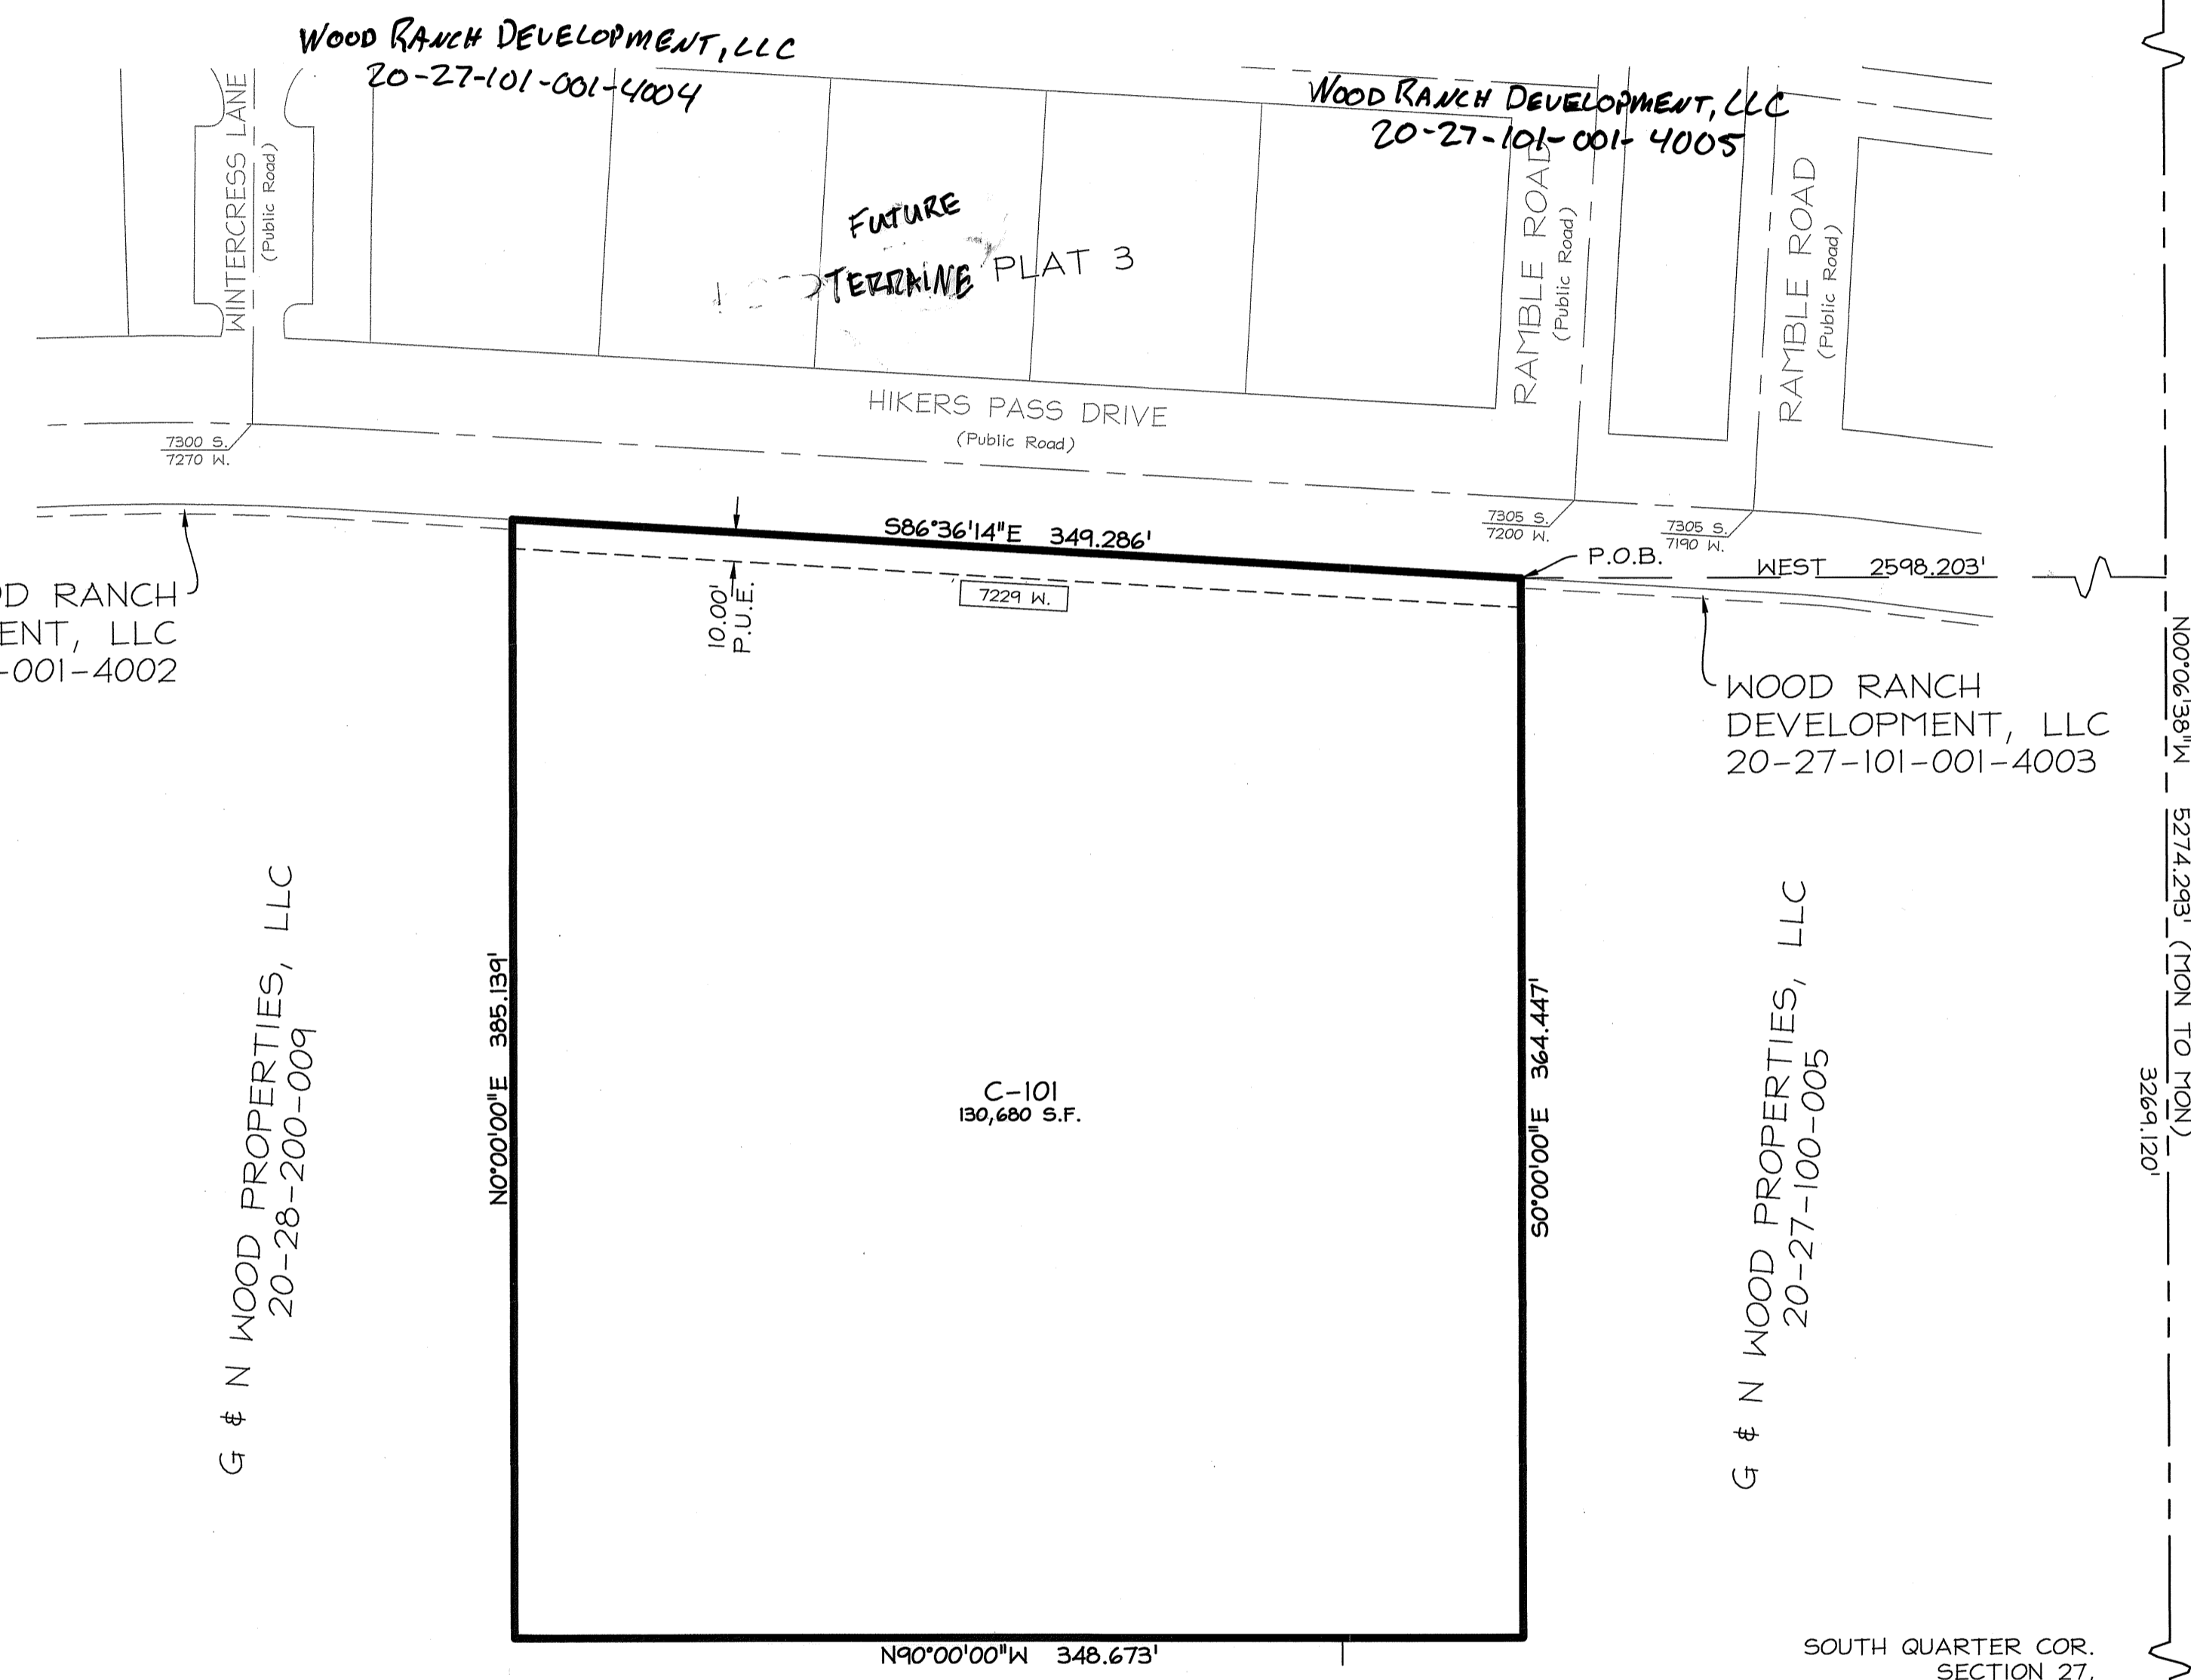 WOOD RANCH DEVELOPMENT, LLC
20-27-101-001-4004
WOOD RANCH DEVELOPMENT, LLC
20-27-101-001-4005
WINTERCRESS LANE
(Public Road)
FUTURE
TERRAINE PLAT 3
RAMBLE ROAD
(Public Road)
RAMBLE ROAD
(Public Road)
HIKERS PASS DRIVE
(Public Road)
7300 S.
7270 W.
7305 S.
7200 W.
7305 S.
7190 W.
S86°36'14"E 349.286'
P.O.B.
WEST 2598.203'
10.00'
P.U.E.
7229 W.
D RANCH
ENT, LLC
-001-4002
WOOD RANCH
DEVELOPMENT, LLC
20-27-101-001-4003
N00°06'38"W 5274.293' (MON TO MON)
3269.120'
G & N WOOD PROPERTIES, LLC
20-28-200-009
N0°00'00"E 385.139'
C-101
130,680 S.F.
S0°00'00"E 364.447'
G & N WOOD PROPERTIES, LLC
20-27-100-005
N90°00'00"W 348.673'
SOUTH QUARTER COR.
SECTION 27,